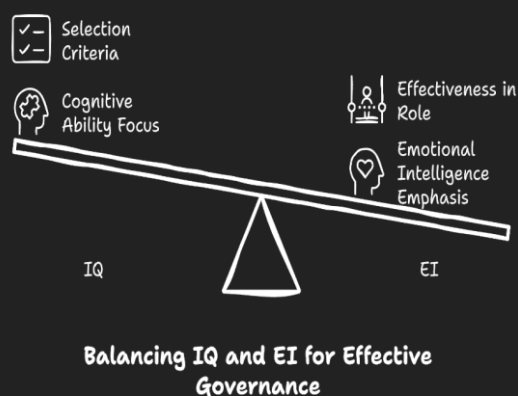 Selection
Criteria
Cognitive
Ability Focus
Effectiveness in
Role
Emotional
Intelligence
Emphasis
IQ
EI
Balancing IQ and EI for Effective
Governance